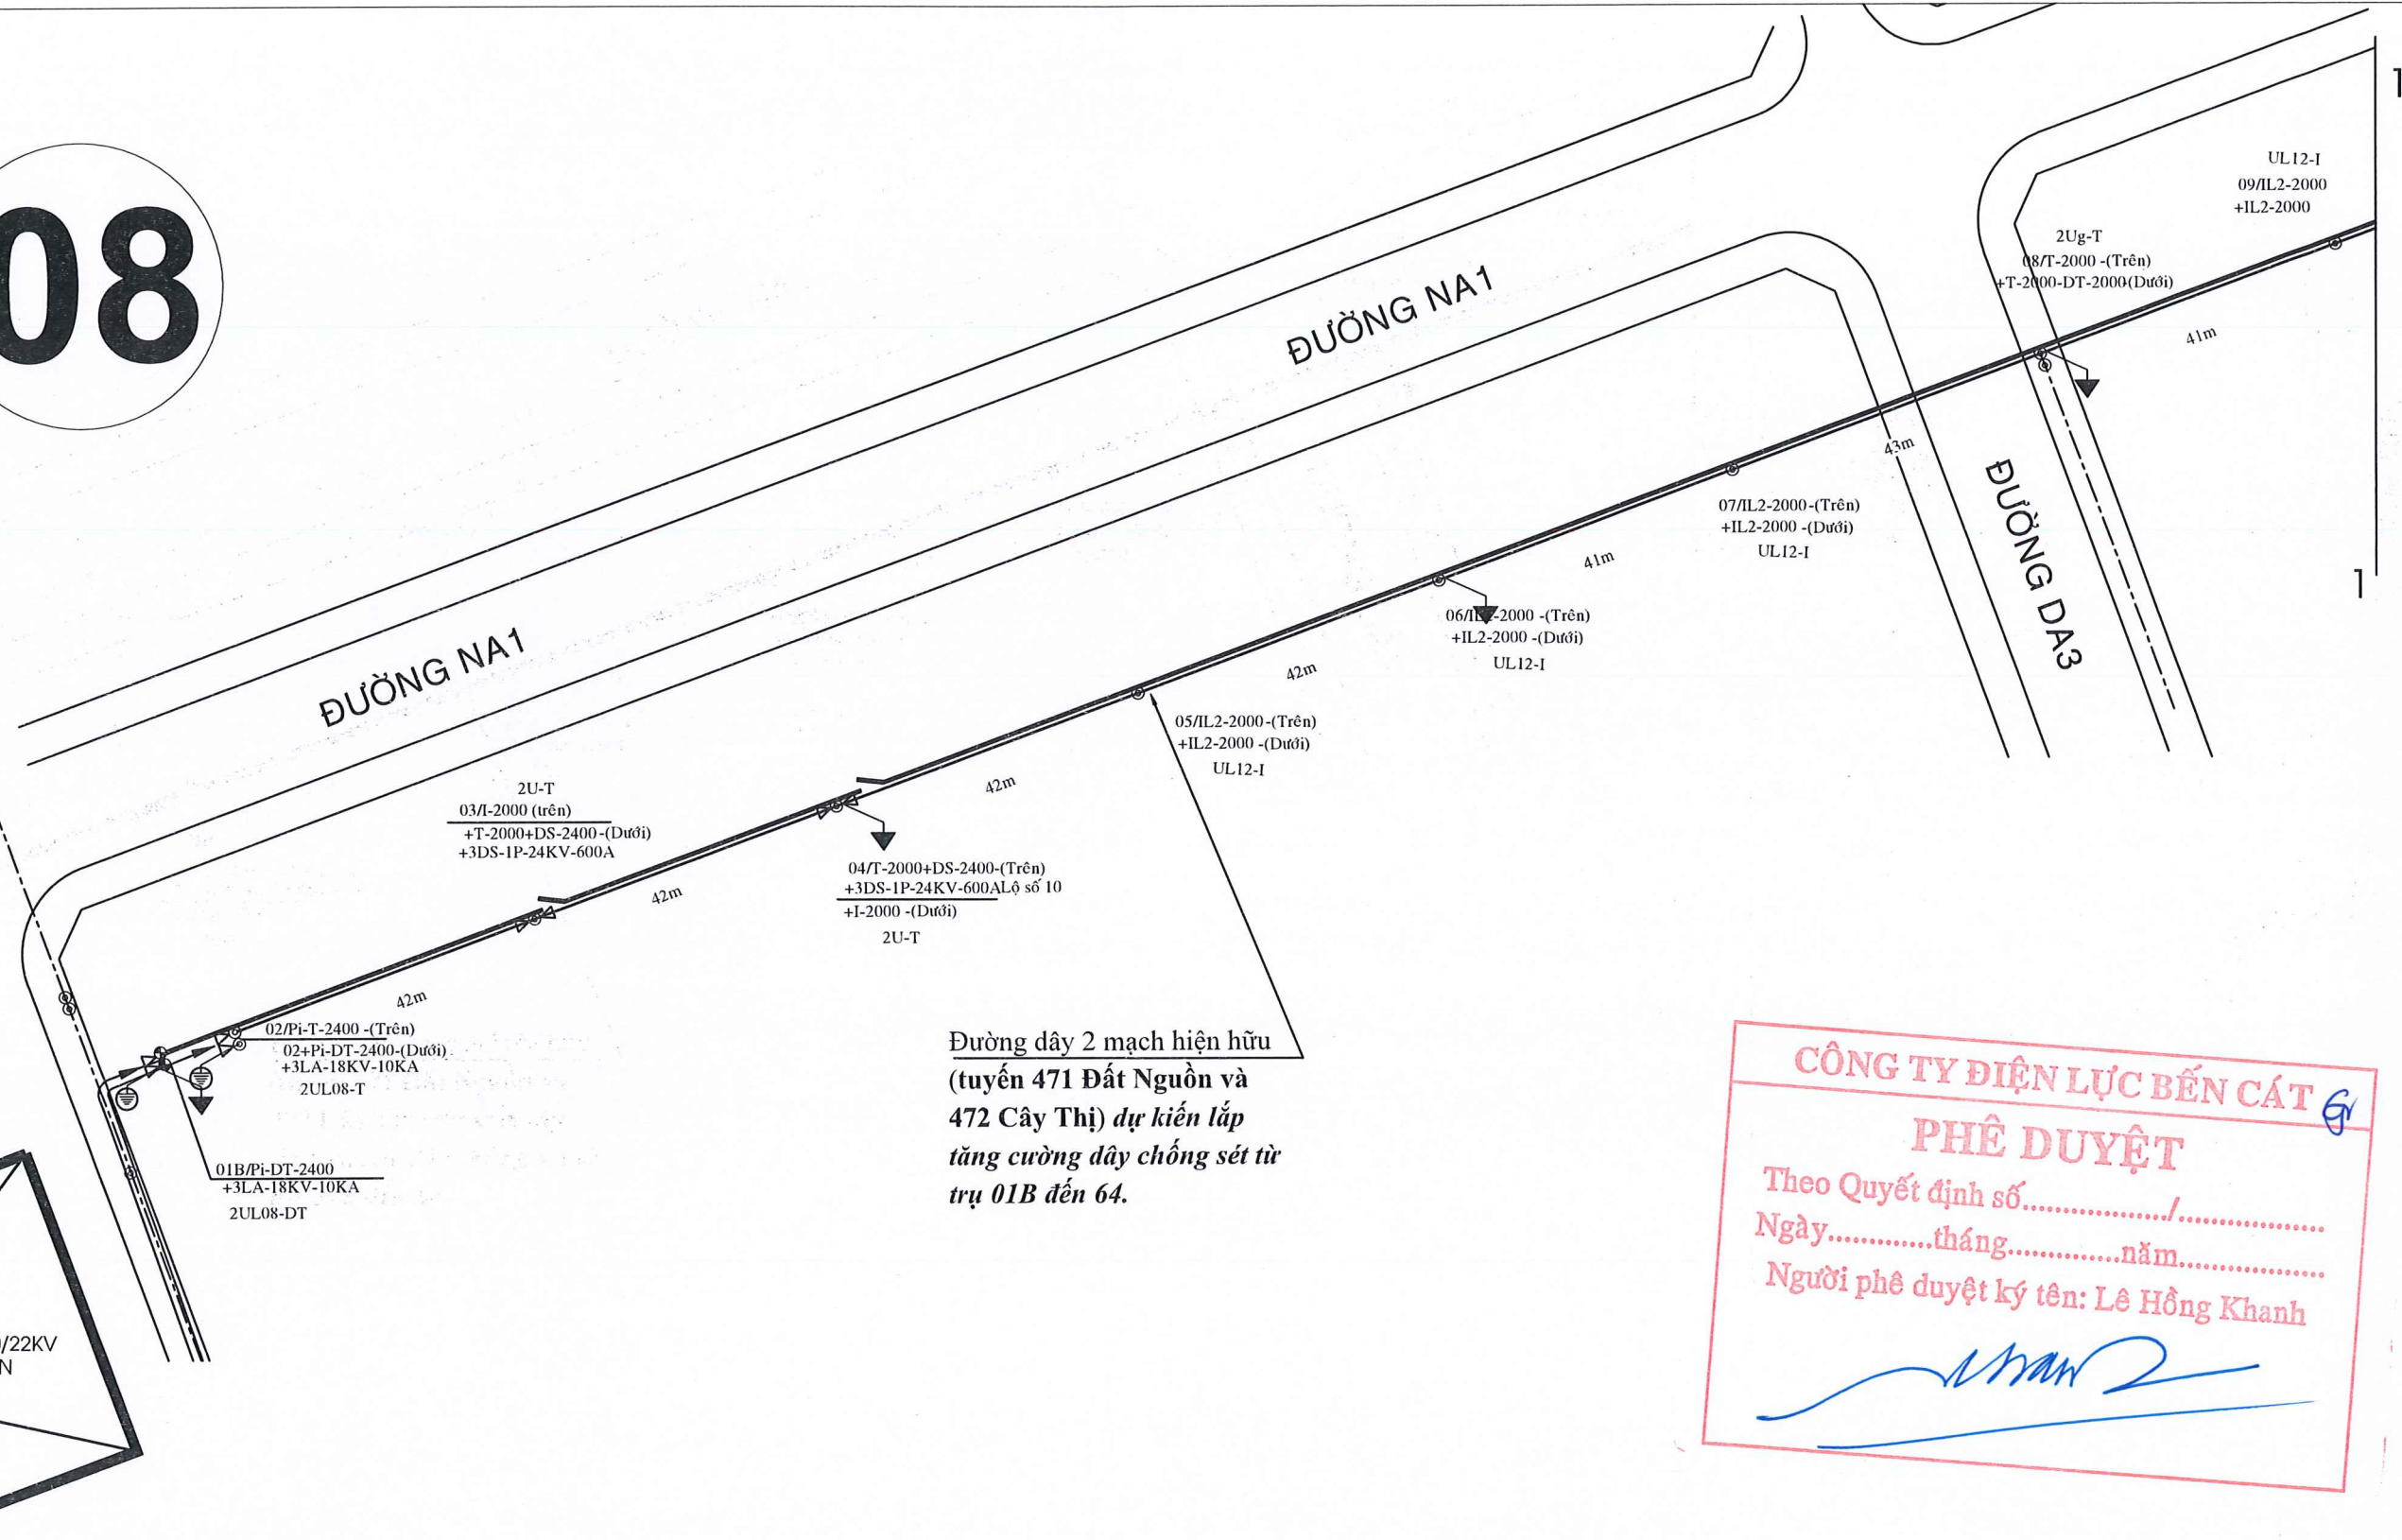 08
1
UL12-I
09/IL2-2000
+IL2-2000
2Ug-T
08/T-2000 -(Trên)
+T-2000-DT-2000(Dưới)
41m
ĐƯỜNG NA1
43m
07/IL2-2000-(Trên)
+IL2-2000 -(Dưới)
UL12-I
ĐƯỜNG DA3
1
41m
06/IL2-2000 -(Trên)
+IL2-2000 -(Dưới)
UL12-I
42m
ĐƯỜNG NA1
05/IL2-2000-(Trên)
+IL2-2000 -(Dưới)
UL12-I
42m
2U-T
03/I-2000 (trên)
+T-2000+DS-2400-(Dưới)
+3DS-1P-24KV-600A
42m
04/T-2000+DS-2400-(Trên)
+3DS-1P-24KV-600ALộ số 10
+I-2000 -(Dưới)
2U-T
42m
02/Pi-T-2400 -(Trên)
02+Pi-DT-2400-(Dưới)
+3LA-18KV-10KA
2UL08-T
01B/Pi-DT-2400
+3LA-18KV-10KA
2UL08-DT
Đường dây 2 mạch hiện hữu
(tuyến 471 Đất Nguồn và
472 Cây Thị) dự kiến lắp
tăng cường dây chống sét từ
trụ 01B đến 64.
/22KV
N
CÔNG TY ĐIỆN LỰC BẾN CÁT
PHÊ DUYỆT
Theo Quyết định số................../..................
Ngày.............tháng..............năm..................
Người phê duyệt ký tên: Lê Hồng Khanh